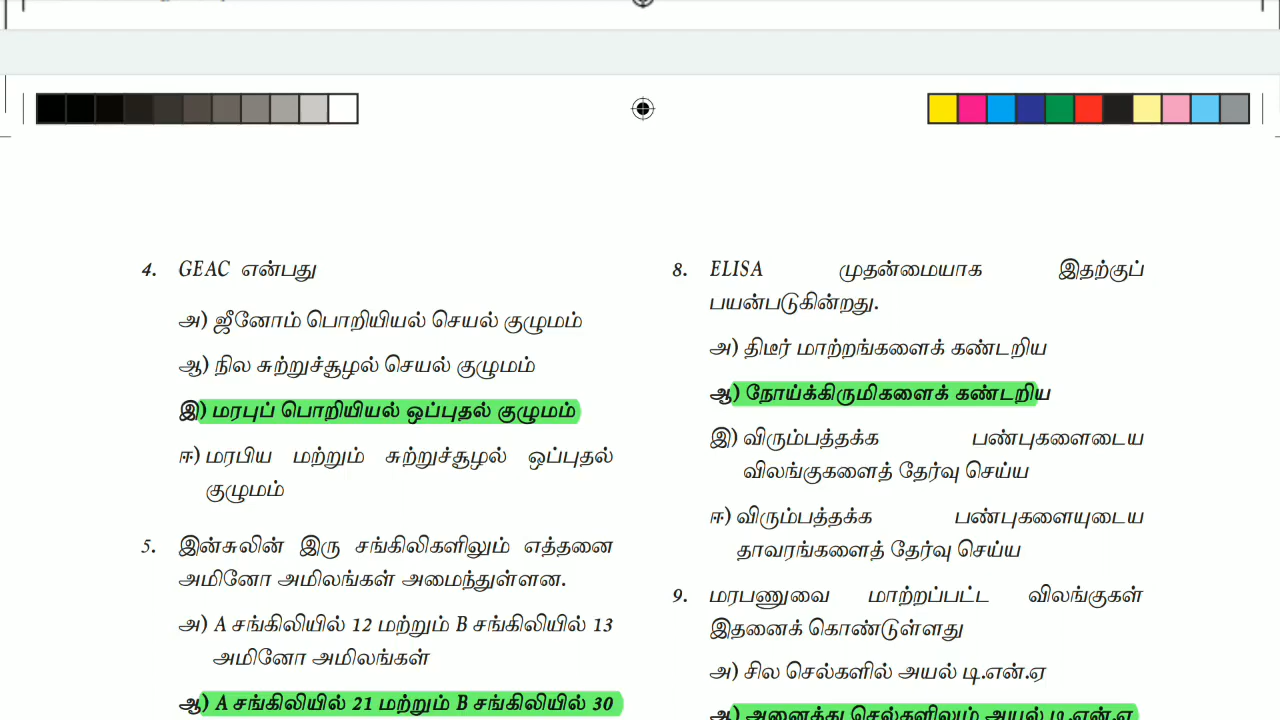 4. GEAC என்பது
அ) ஜீனோம் பொறியியல் செயல் குழுமம்
ஆ) நில சுற்றுச்சூழல் செயல் குழுமம்
இ) மரபுப் பொறியியல் ஒப்புதல் குழுமம்
ஈ) மரபிய மற்றும் சுற்றுச்சூழல் ஒப்புதல்
குழுமம்
5. இன்சுலின் இரு சங்கிலிகளிலும் எத்தனை
அமினோ அமிலங்கள் அமைந்துள்ளன.
அ) A சங்கிலியில் 12 மற்றும் B சங்கிலியில் 13
அமினோ அமிலங்கள்
ஆ) A சங்கிலியில் 21 மற்றும் B சங்கிலியில் 30
8. ELISA முதன்மையாக இதற்குப்
பயன்படுகின்றது.
அ) திடீர் மாற்றங்களைக் கண்டறிய
ஆ) நோய்க்கிருமிகளைக் கண்டறிய
இ) விரும்பத்தக்க பண்புகளைடைய
விலங்குகளைத் தேர்வு செய்ய
ஈ) விரும்பத்தக்க பண்புகளையுடைய
தாவரங்களைத் தேர்வு செய்ய
9. மரபணுவை மாற்றப்பட்ட விலங்குகள்
இதனைக் கொண்டுள்ளது
அ) சில செல்களில் அயல் டி.என்.ஏ
ஆ) அனைத்து செல்களிலும் அயல் டி.என்.ஏ